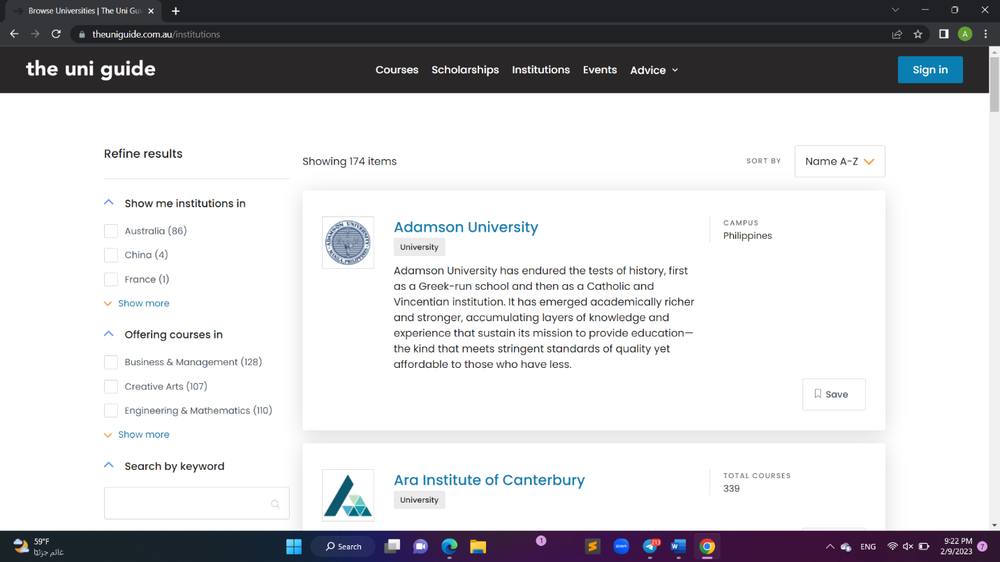 Browse Universities | The Uni Gui
theuniguide.com.au/institutions
A
the uni guide
Courses
Scholarships
Institutions
Events
Advice
Sign in
Refine results
Show me institutions in
Australia (86)
China (4)
France (1)
Show more
Offering courses in
Business & Management (128)
Creative Arts (107)
Engineering & Mathematics (110)
Show more
Search by keyword
Showing 174 items
SORT BY
Name A-Z
ADAMSON UNIVERSITY
MANILA, PHILIPPINES
Adamson University
University
Adamson University has endured the tests of history, first
as a Greek-run school and then as a Catholic and
Vincentian institution. It has emerged academically richer
and stronger, accumulating layers of knowledge and
experience that sustain its mission to provide education—
the kind that meets stringent standards of quality yet
affordable to those who have less.
CAMPUS
Philippines
Save
Ara Institute of Canterbury
University
TOTAL COURSES
339
59°F
غائم جزئيًا
Search
1
S
zoom
213
W
ENG
9:22 PM
2/9/2023
7